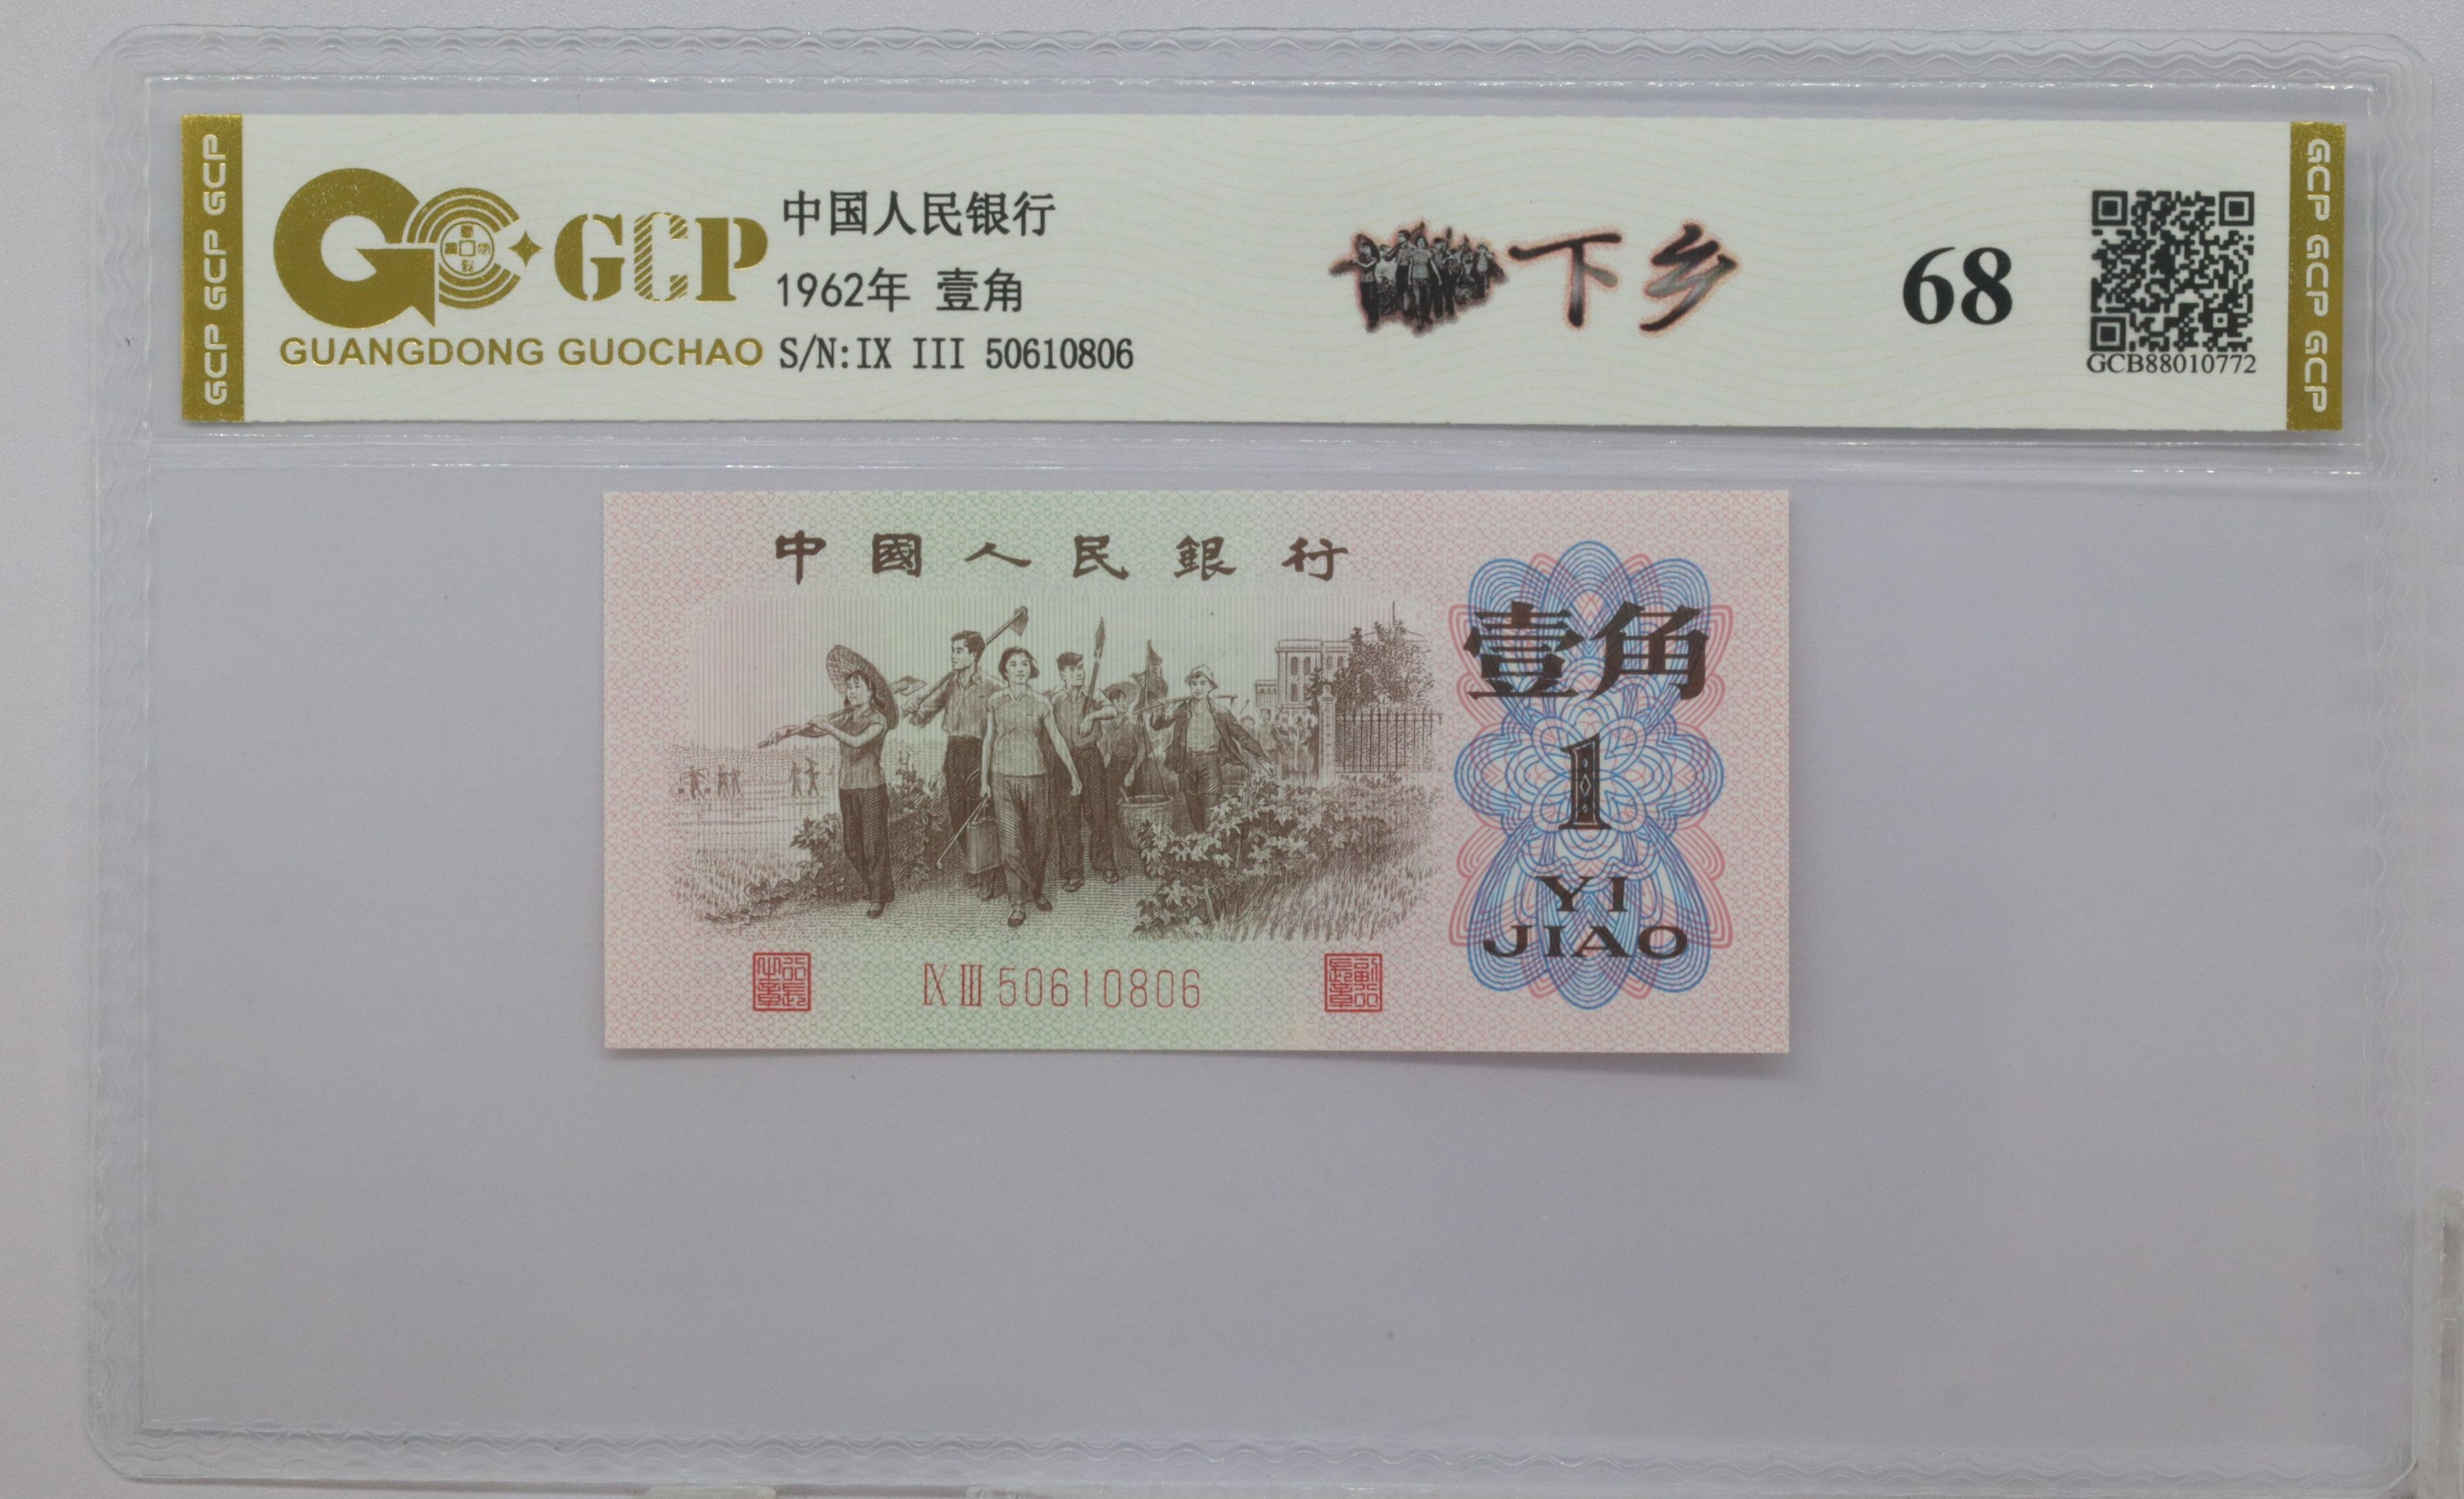 GCP GCP GCP
GCP
GUANGDONG GUOCHAO
中国人民银行
1962年 壹角
S/N:IX III 50610806
下乡
68
GCB88010772
GCP GCP GCP
中國人民銀行
壹角
1
YI
JIAO
IX III 50610806